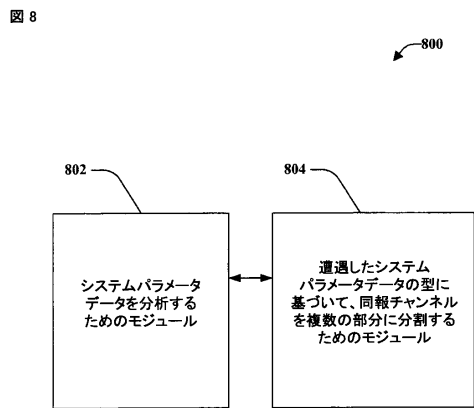 図 8
800
802
804
システムパラメータ
データを分析する
ためのモジュール
遭遇したシステム
パラメータデータの型に
基づいて、同報チャンネル
を複数の部分に分割する
ためのモジュール